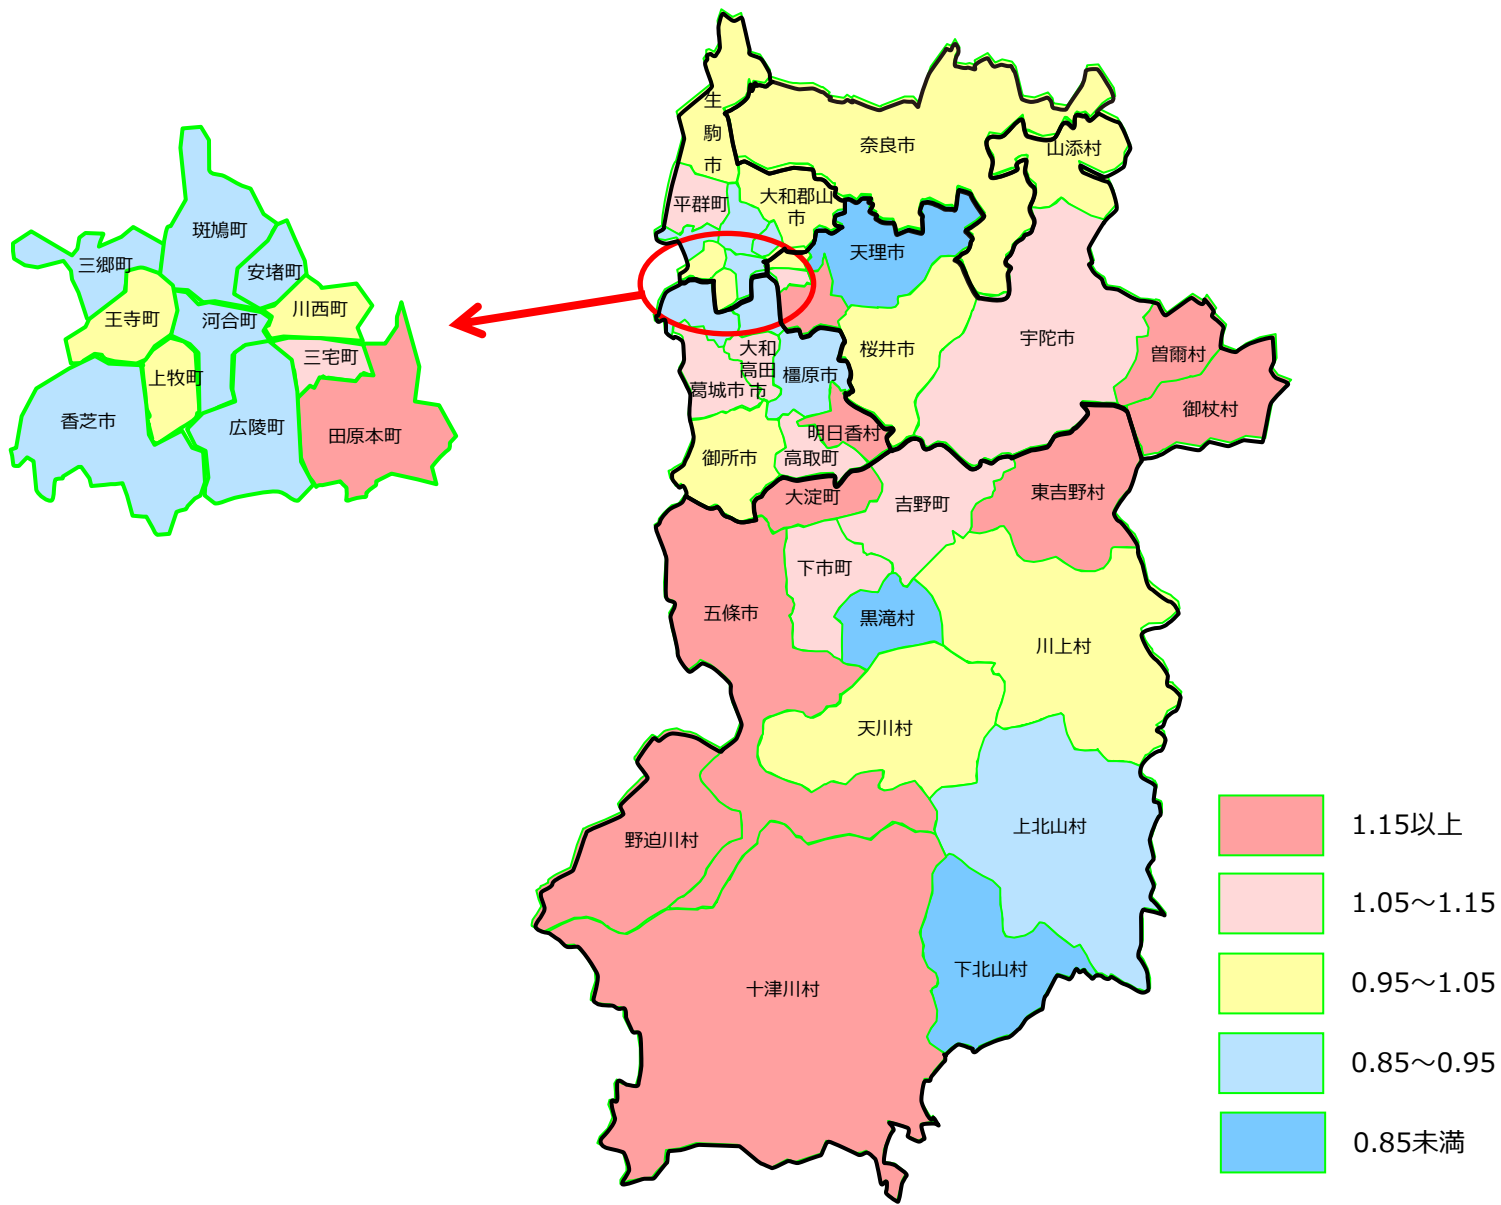 生
駒
市
奈良市
山添村
平群町
大和郡山
市
天理市
斑鳩町
三郷町
安堵町
川西町
王寺町
河合町
三宅町
上牧町
香芝市
広陵町
田原本町
大和
高田
市
葛城市
橿原市
桜井市
宇陀市
曽爾村
御杖村
明日香村
高取町
御所市
大淀町
吉野町
東吉野村
下市町
五條市
黒滝村
川上村
天川村
野迫川村
上北山村
下北山村
十津川村
1.15以上
1.05～1.15
0.95～1.05
0.85～0.95
0.85未満